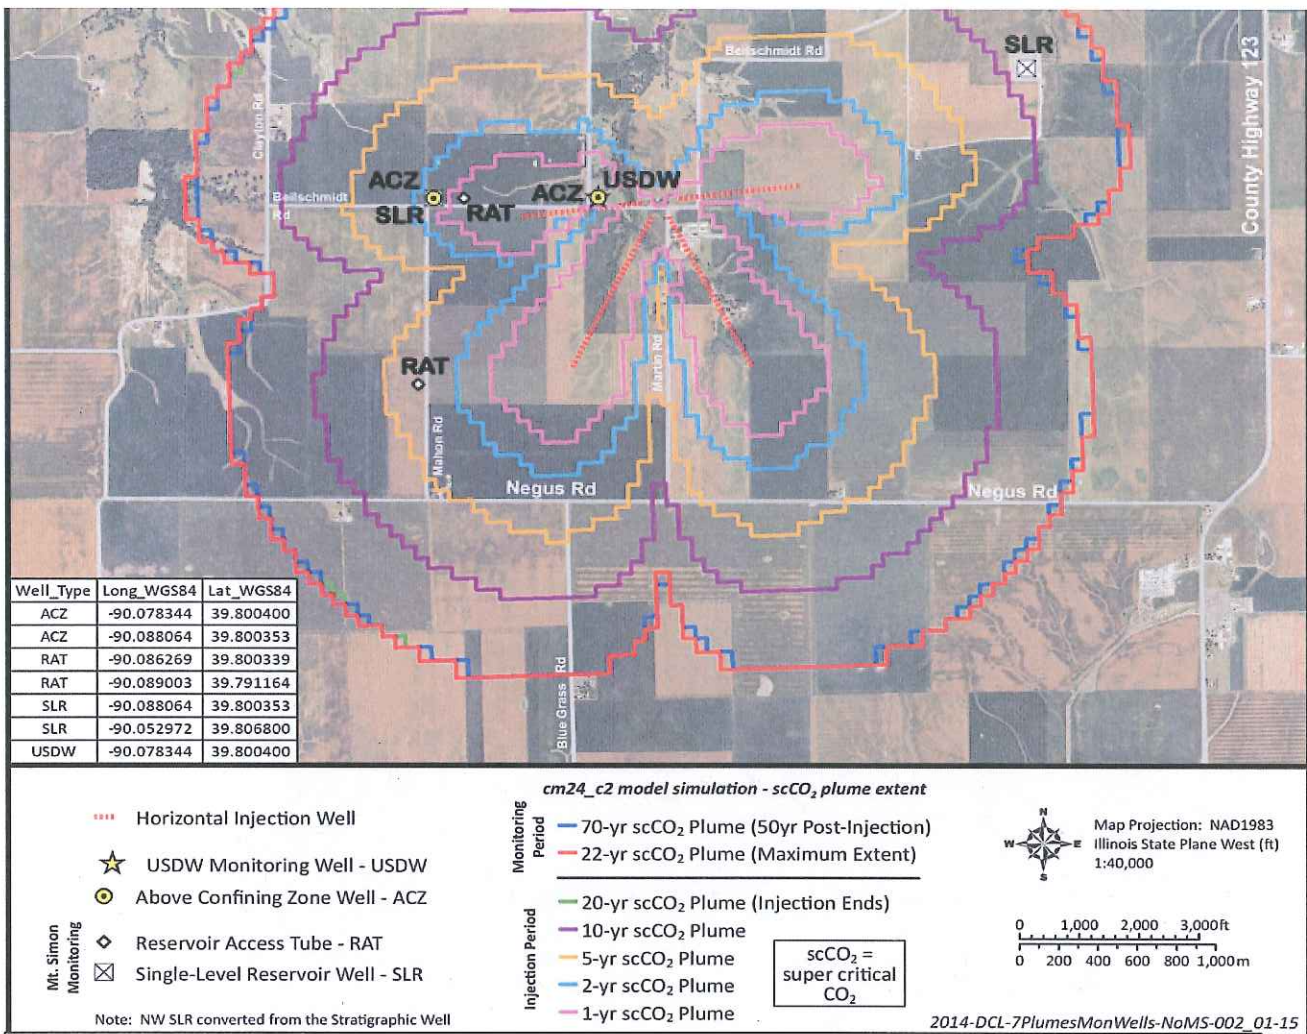 Beilschmidt Rd
SLR
County Highway 123
Clayton Rd
ACZ
USDW
ACZ
Beilschmidt
Rd
SLR
RAT
RAT
Martin Rd
Mahon Rd
Negus Rd
Negus Rd
Blue Grass Rd
Well_Type Long_WGS84 Lat_WGS84
ACZ -90.078344 39.800400
ACZ -90.088064 39.800353
RAT -90.086269 39.800339
RAT -90.089003 39.791164
SLR -90.088064 39.800353
SLR -90.052972 39.806800
USDW -90.078344 39.800400
Horizontal Injection Well
USDW Monitoring Well - USDW
Above Confining Zone Well - ACZ
Mt. Simon
Monitoring
Reservoir Access Tube - RAT
Single-Level Reservoir Well - SLR
Note: NW SLR converted from the Stratigraphic Well
cm24_c2 model simulation - scCO₂ plume extent
Monitoring
Period
70-yr scCO₂ Plume (50yr Post-Injection)
22-yr scCO₂ Plume (Maximum Extent)
Injection Period
20-yr scCO₂ Plume (Injection Ends)
10-yr scCO₂ Plume
5-yr scCO₂ Plume
2-yr scCO₂ Plume
1-yr scCO₂ Plume
scCO₂ =
super critical
CO₂
N
W E
S
Map Projection: NAD1983
Illinois State Plane West (ft)
1:40,000
0 1,000 2,000 3,000ft
0 200 400 600 800 1,000m
2014-DCL-7PlumesMonWells-NoMS-002_01-15